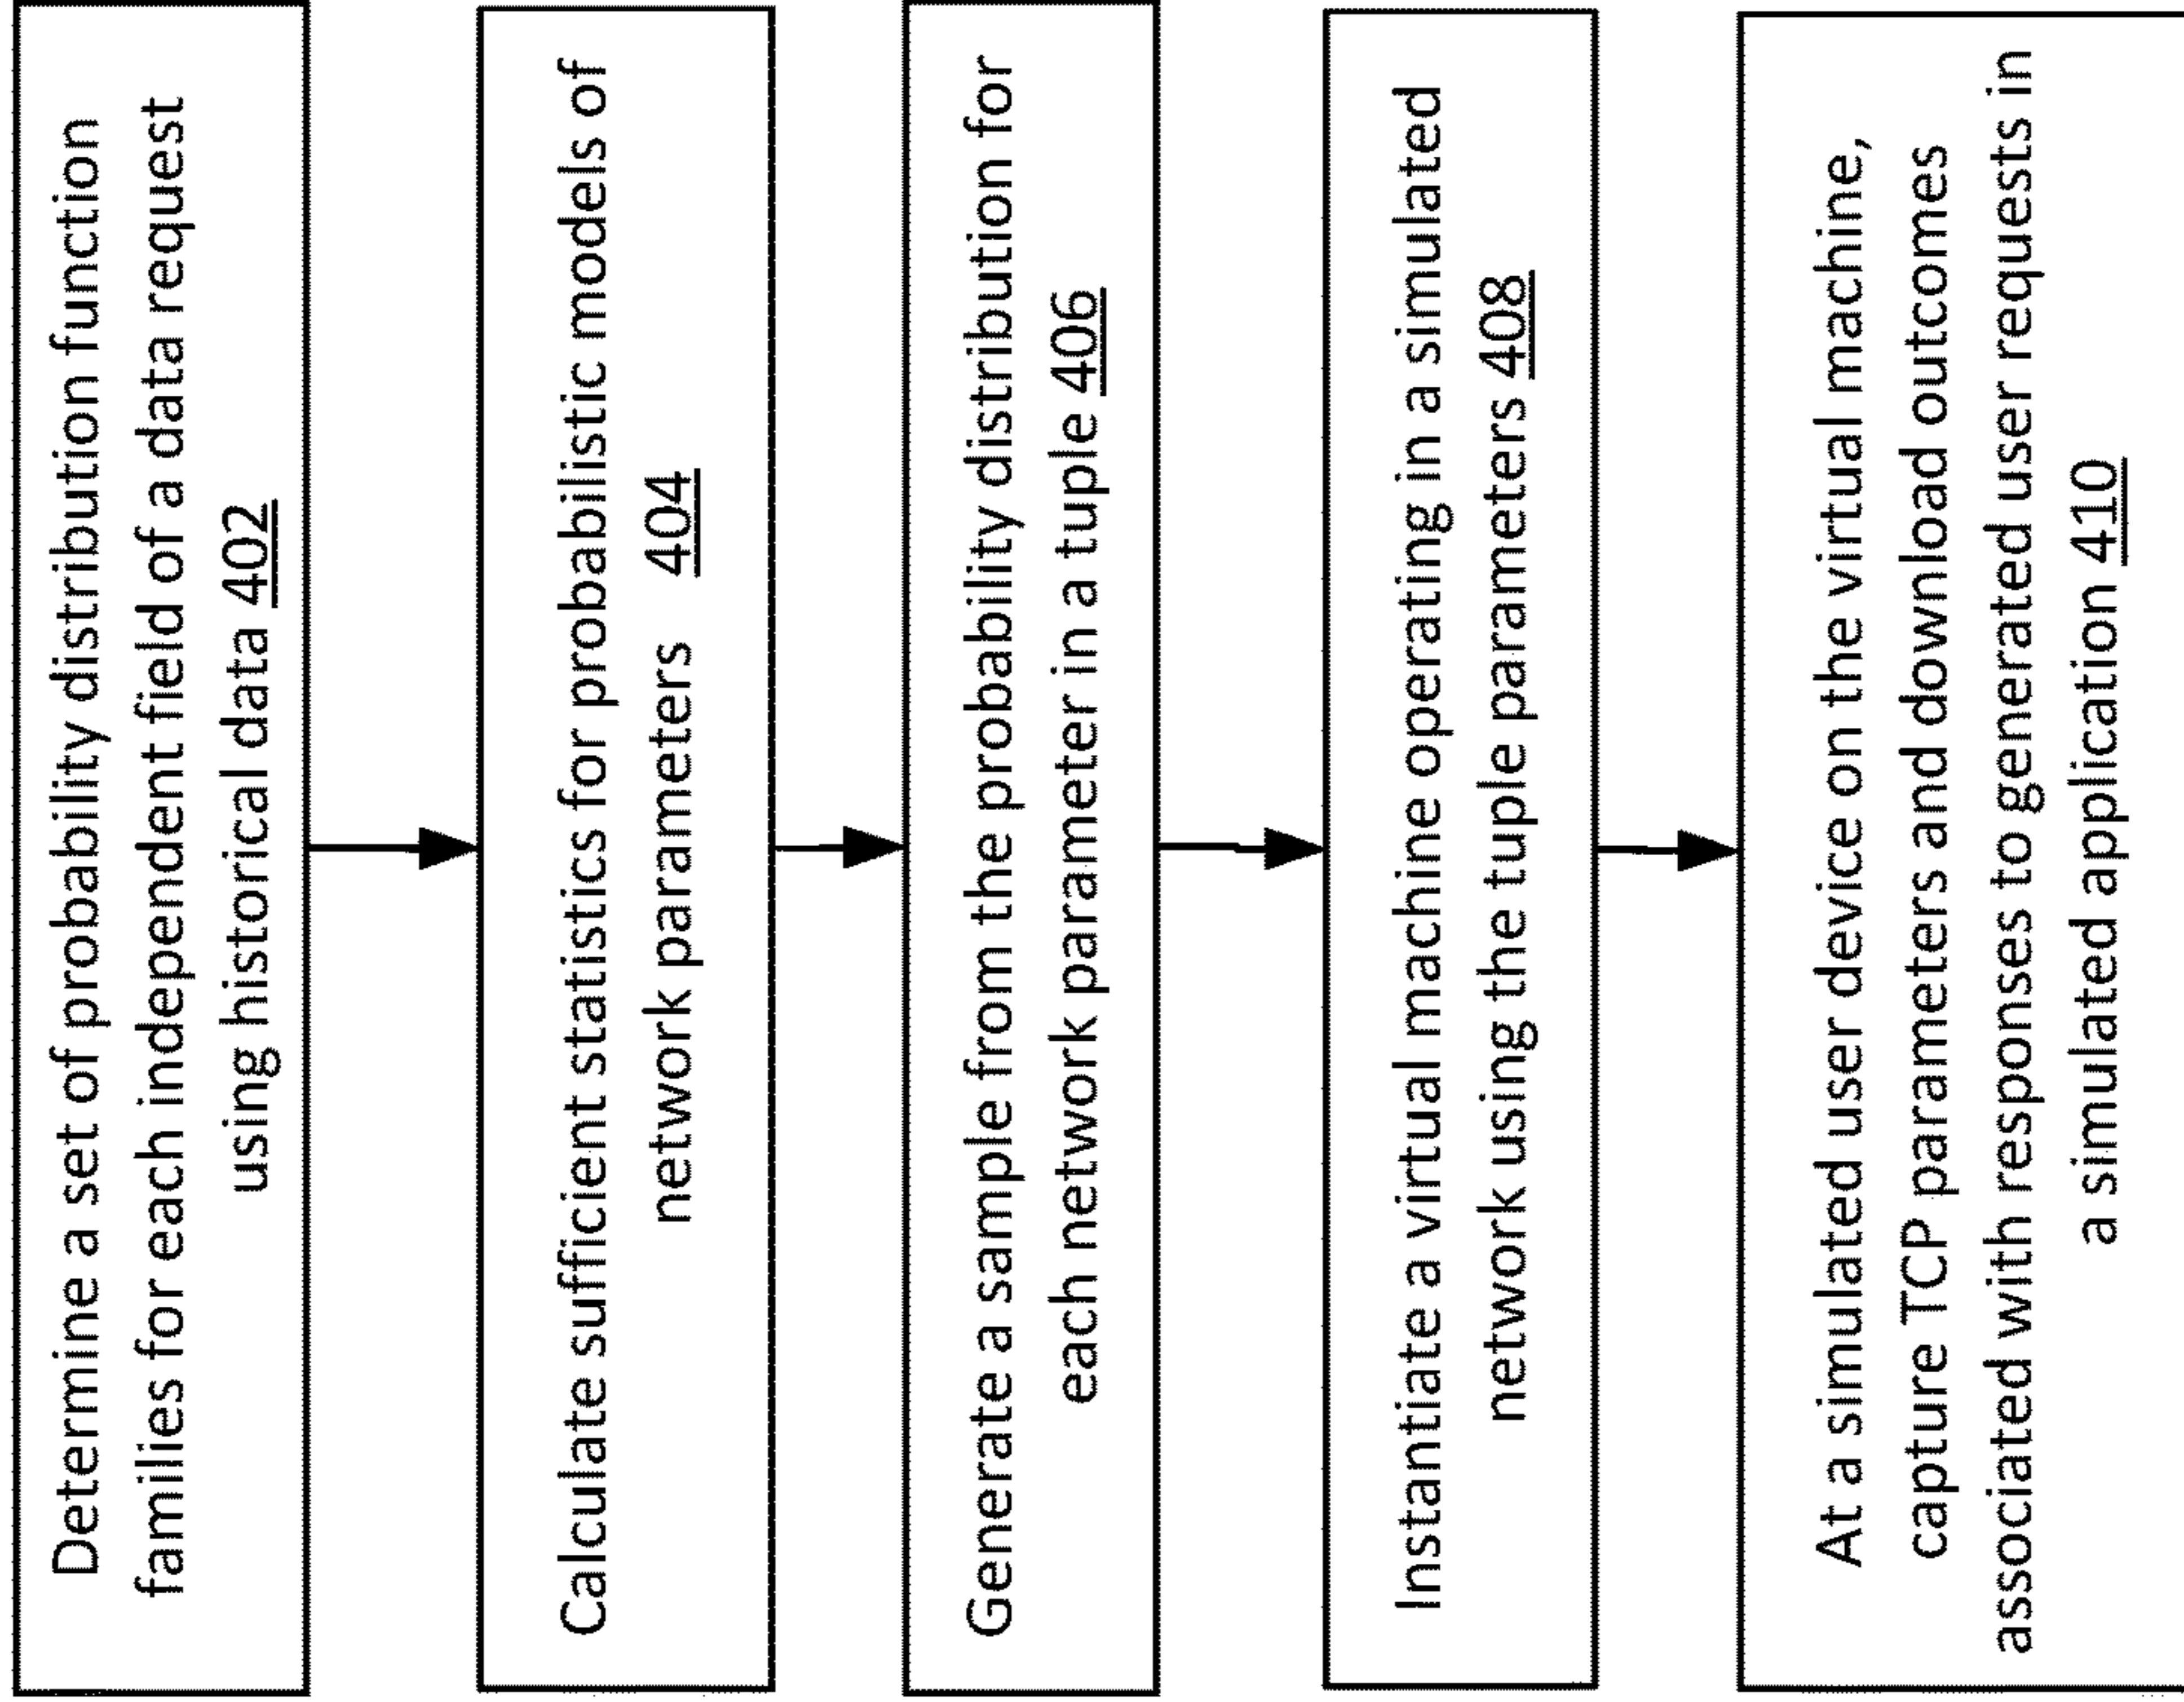 Determine a set of probability distribution function
families for each independent field of a data request
using historical data 402
Calculate sufficient statistics for probabilistic models of
network parameters 404
Generate a sample from the probability distribution for
each network parameter in a tuple 406
Instantiate a virtual machine operating in a simulated
network using the tuple parameters 408
At a simulated user device on the virtual machine,
capture TCP parameters and download outcomes
associated with responses to generated user requests in
a simulated application 410